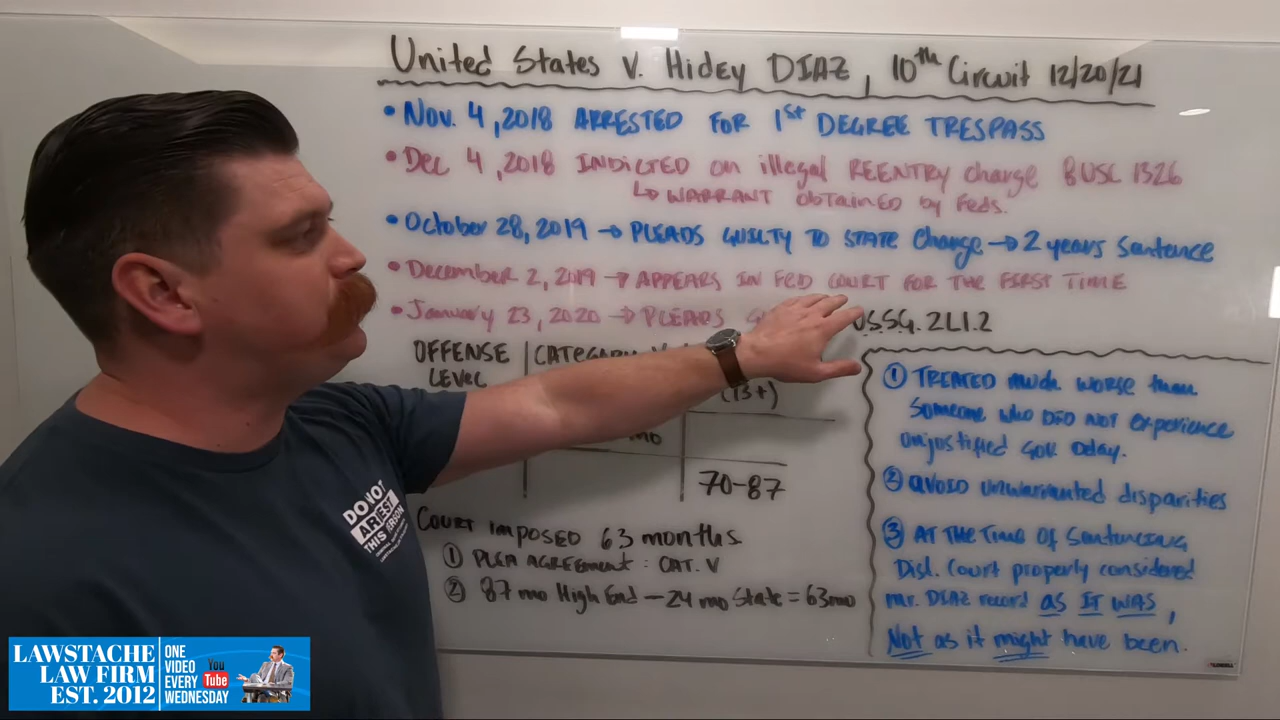 United States v. Hidey DIAZ, 10th Circuit 12/20/21
• Nov. 4, 2018 ARRESTED FOR 1st DEGREE TRESPASS
• Dec 4, 2018 INDICTED on illegal REENTRY charge 8 USC 1326
↳ WARRANT obtained by Feds.
• October 28, 2019 → PLEADS GUILTY TO STATE Charge → 2 years Sentence
• December 2, 2019 → APPEARS IN FED COURT FOR THE FIRST TIME
• January 23, 2020 → PLEADS
USSG. 2L1.2
OFFENSE LEVEL
(13+)
mo
70-87
Court imposed 63 months
① PLEA AGREEMENT: CAT. V
② 87 mo High End — 24 mo State = 63mo
① TREATED much worse than
Someone who DID NOT experience
unjustified Gov. Delay.
② avoid unwarranted disparities
③ AT THE Time of Sentencing
Dist. Court properly considered
mr. DIAZ record as IT WAS,
Not as it might have been.
DO NOT
ARREST
THIS PERSON
LAWSTACHE
LAW FIRM
EST. 2012
ONE
VIDEO
EVERY YouTube
WEDNESDAY